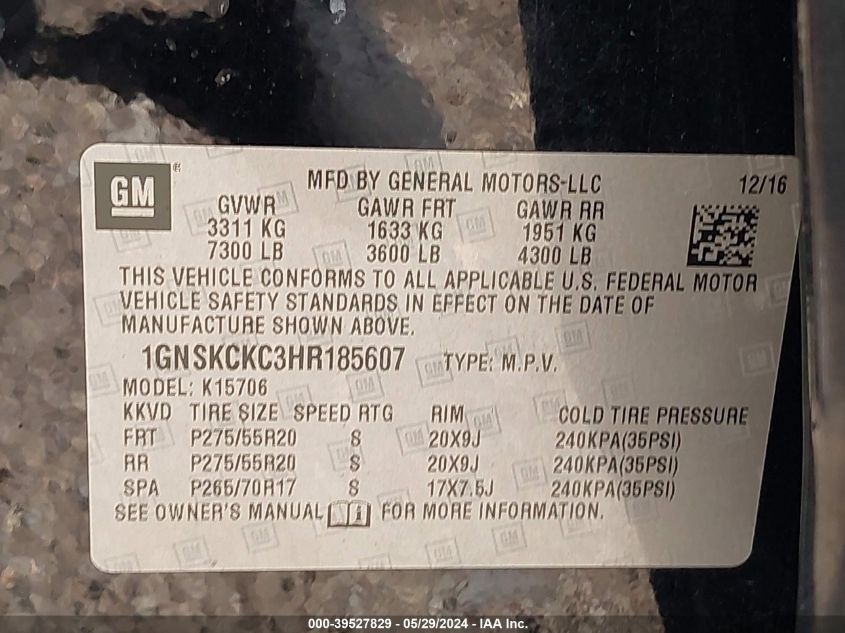 GM ® MFD BY GENERAL MOTORS-LLC 12/16
GVWR GAWR FRT GAWR RR
3311 KG 1633 KG 1951 KG
7300 LB 3600 LB 4300 LB
THIS VEHICLE CONFORMS TO ALL APPLICABLE U.S. FEDERAL MOTOR
VEHICLE SAFETY STANDARDS IN EFFECT ON THE DATE OF
MANUFACTURE SHOWN ABOVE.
1GNSKCKC3HR185607 TYPE: M.P.V.
MODEL: K15706
KKVD TIRE SIZE SPEED RTG RIM COLD TIRE PRESSURE
FRT P275/55R20 S 20X9J 240KPA(35PSI)
RR P275/55R20 S 20X9J 240KPA(35PSI)
SPA P265/70R17 S 17X7.5J 240KPA(35PSI)
SEE OWNER'S MANUAL FOR MORE INFORMATION.
000-39527829 - 05/29/2024 - IAA Inc.